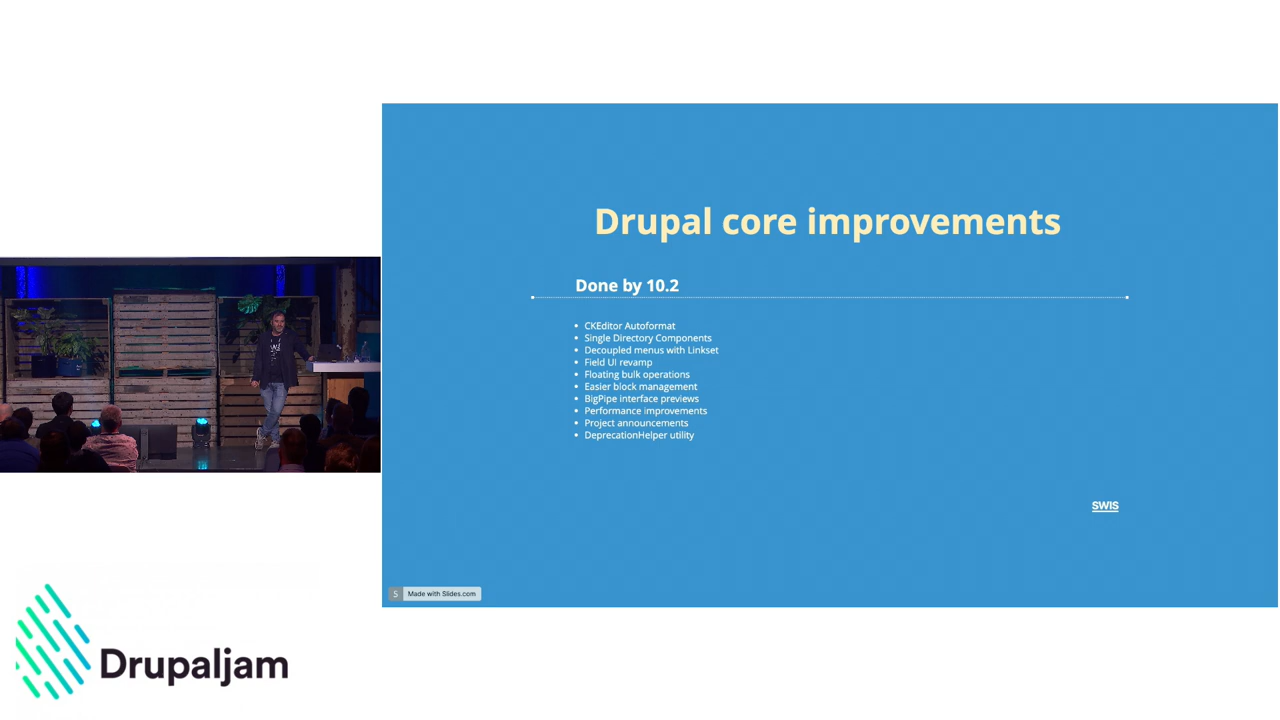 Drupal core improvements
Done by 10.2
CKEditor Autoformat
Single Directory Components
Decoupled menus with Linkset
Field UI revamp
Floating bulk operations
Easier block management
BigPipe interface previews
Performance improvements
Project announcements
DeprecationHelper utility
SWIS
S Made with Slides.com
Drupaljam